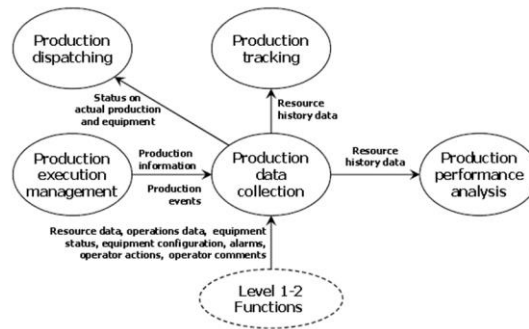 Production
dispatching
Production
tracking
Status on
actual production
and equipment
Resource
history data
Production
execution
management
Production
information
Production
events
Production
data
collection
Resource
history data
Production
performance
analysis
Resource data, operations data, equipment
status, equipment configuration, alarms,
operator actions, operator comments
Level 1-2
Functions